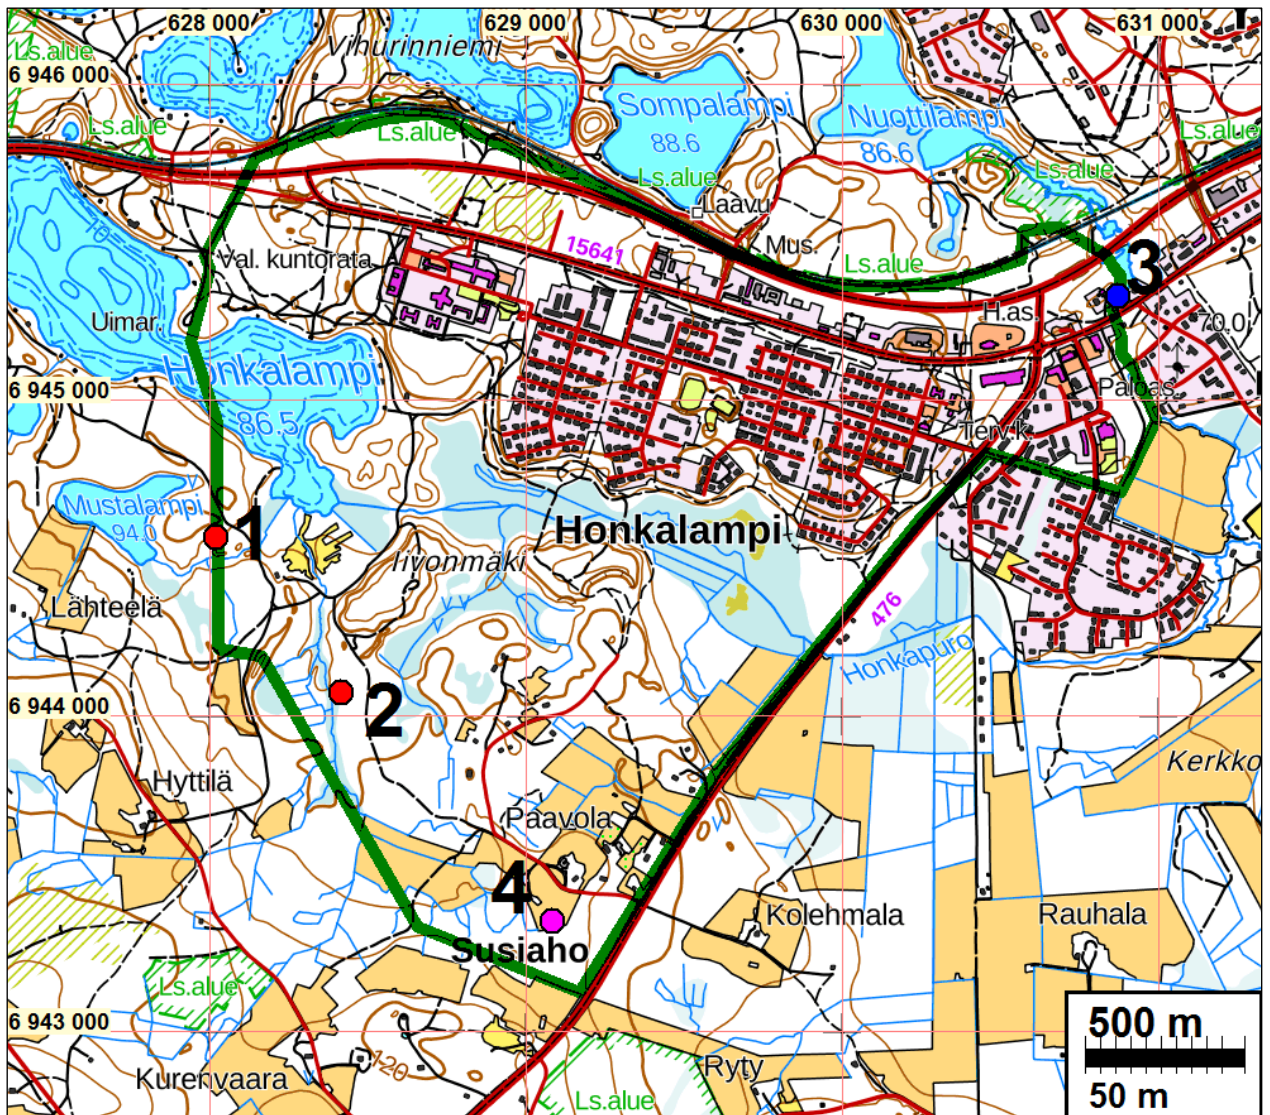 628 000
629 000
630 000
631 000
Vihurinniemi
Ls.alue
6 946 000
Sompalampi
88.6
Nuottilampi
86.6
Ls.alue
Ls.alue
Ls.alue
Ls.alue
Ls.alue
Laavu
Val. kuntorata
15641
Mus.
Ls.alue
3
Uimar.
H.as.
70.0
Honkalampi
86.5
6 945 000
Paloas.
Terv.k.
Mustalampi
94.0
1
Honkalampi
Iivonmäki
Lähteelä
476
Honkapuro
2
6 944 000
Kerkko
Hyttilä
Paavola
4
Kolehmala
Rauhala
Susiaho
Ls.alue
6 943 000
500 m
50 m
120
Kurenvaara
Ryty
Ls.alue